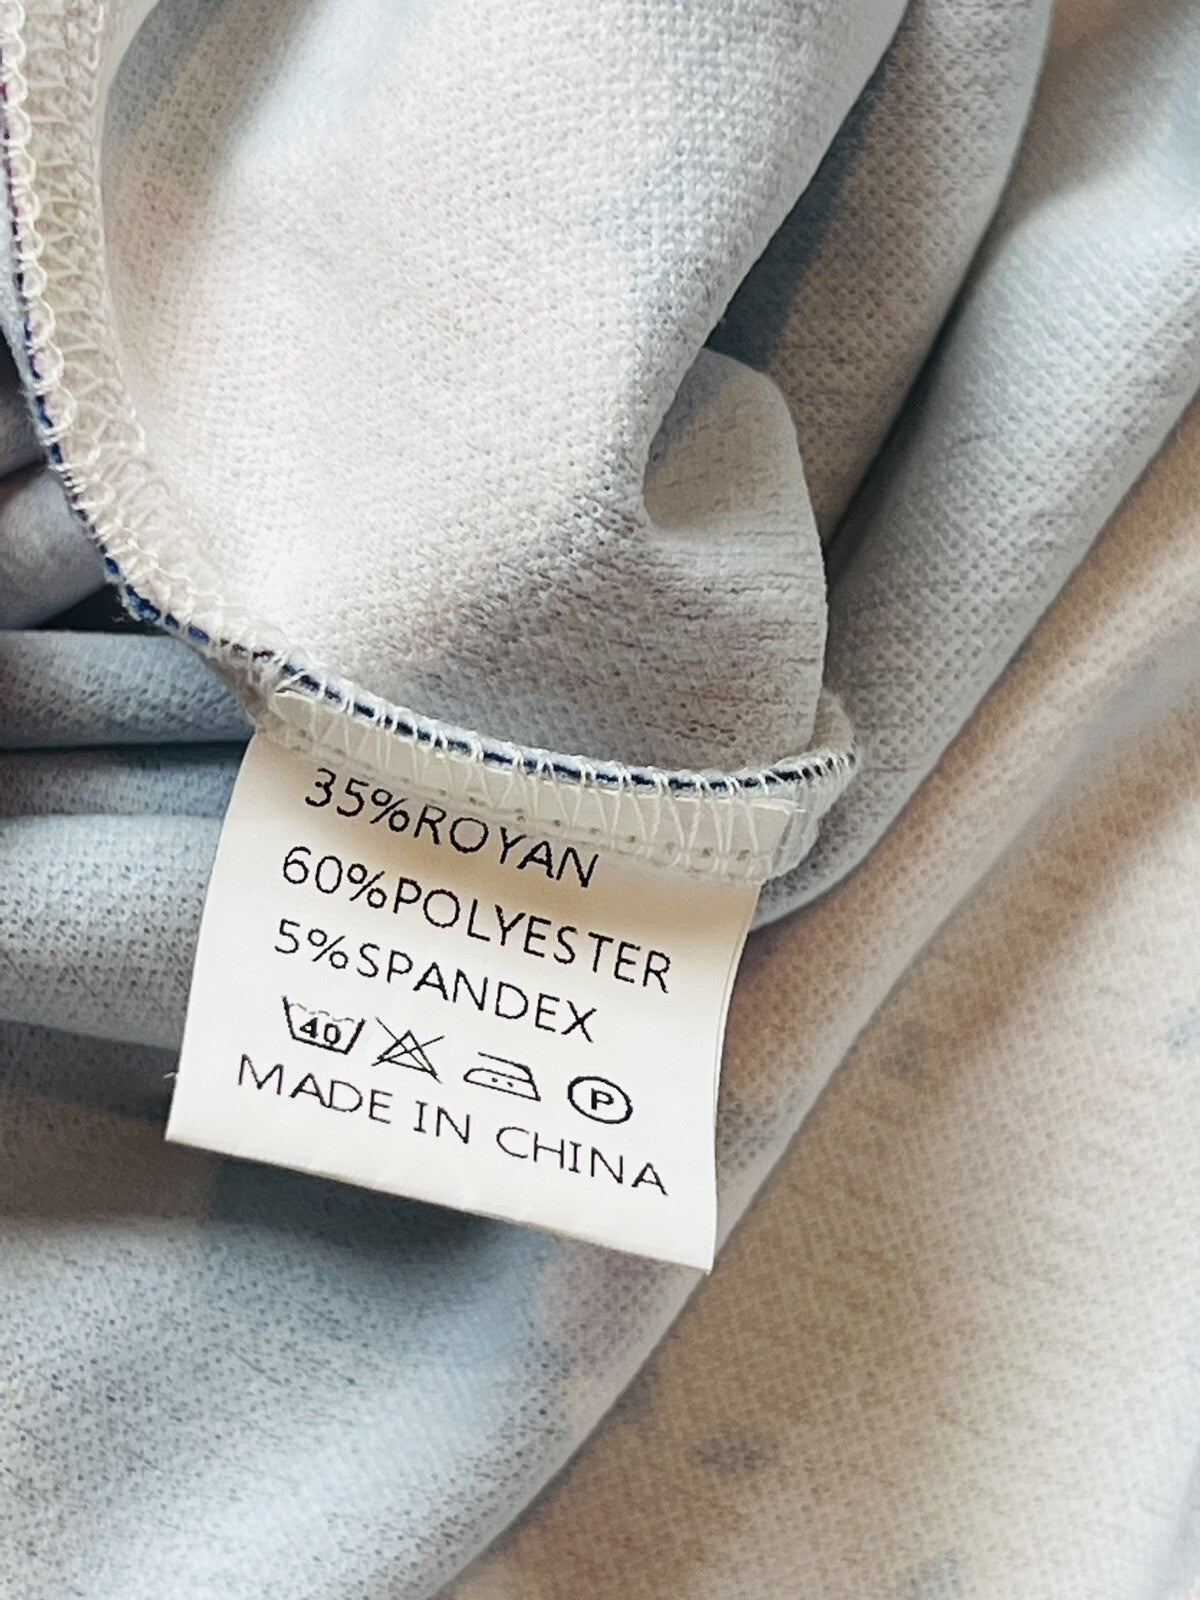 35%ROYAN
60%POLYESTER
5%SPANDEX
40 P
MADE IN CHINA